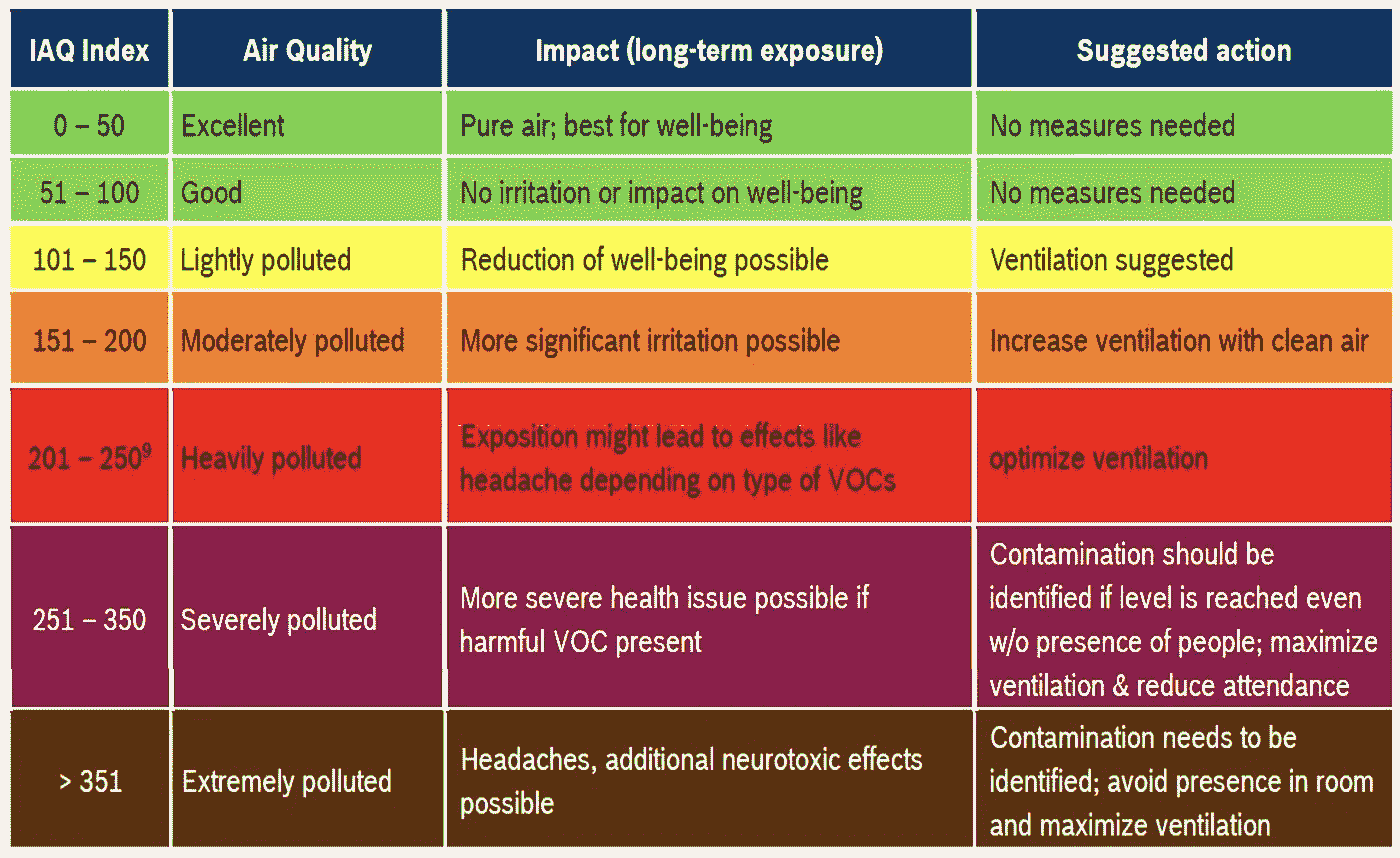 IAQ Index Air Quality Impact (long-term exposure) Suggested action
0 – 50 Excellent Pure air; best for well-being No measures needed
51 – 100 Good No irritation or impact on well-being No measures needed
101 – 150 Lightly polluted Reduction of well-being possible Ventilation suggested
151 – 200 Moderately polluted More significant irritation possible Increase ventilation with clean air
201 – 250⁹ Heavily polluted Exposition might lead to effects like
headache depending on type of VOCs
optimize ventilation
251 – 350 Severely polluted More severe health issue possible if
harmful VOC present
Contamination should be
identified if level is reached even
w/o presence of people; maximize
ventilation & reduce attendance
> 351 Extremely polluted Headaches, additional neurotoxic effects
possible
Contamination needs to be
identified; avoid presence in room
and maximize ventilation